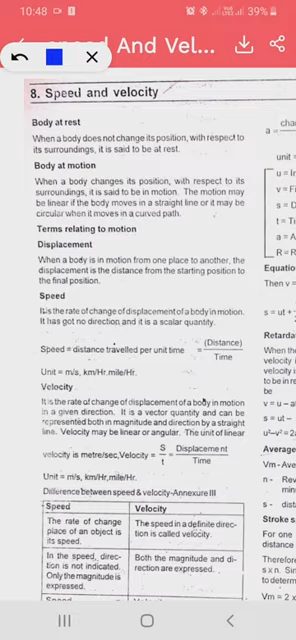 10:48
39%
And Vel...
8. Speed and velocity
Body at rest
When a body does not change its position, with respect to
its surroundings, it is said to be at rest.
Body at motion
When a body changes its position, with respect to its
surroundings, it is said to be in motion. The motion may
be linear if the body moves in a straight line or it may be
circular when it moves in a curved path.
Terms relating to motion
Displacement
When a body is in motion from one place to another, the
displacement is the distance from the starting position to
the final position.
Speed
It is the rate of change of displacement of a body in motion.
It has got no direction and it is a scalar quantity.
Speed = distance travelled per unit time = (Distance)
Time
Unit = m/s, km/Hr.mile/Hr.
Velocity
It is the rate of change of displacement of a body in motion
in a given direction. It is a vector quantity and can be
represented both in magnitude and direction by a straight
line. Velocity may be linear or angular. The unit of linear
velocity is metre/sec,Velocity = S/t = Displacement
Time
Unit = m/s, km/Hr,mile/Hr.
Difference between speed & velocity-Annexure III
Speed Velocity
The rate of change
place of an object is
its speed.
The speed in a definite direc-
tion is called velocity.
In the speed, direc-
tion is not indicated.
Only the magnitude is
expressed.
Both the magnitude and di-
rection are expressed.
a =
unit =
u = In
v = Fi
s = D
t = Ti
a = A
R = R
Equatio
Then v =
s = ut +
Retarda
When the
velocity
velocity is
to be in re
be
v = u – at
s = ut –
Average
Vm - Ave
n - Rev
min
s - dist
Stroke s
For one
distance
Therefore
s x n. Sin
to determ
Vm = 2 x